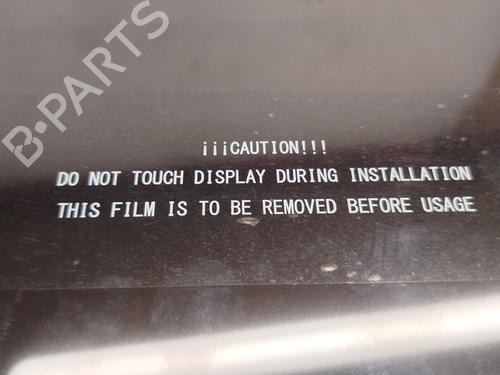 B-PARTS
¡¡¡CAUTION!!!
DO NOT TOUCH DISPLAY DURING INSTALLATION
THIS FILM IS TO BE REMOVED BEFORE USAGE